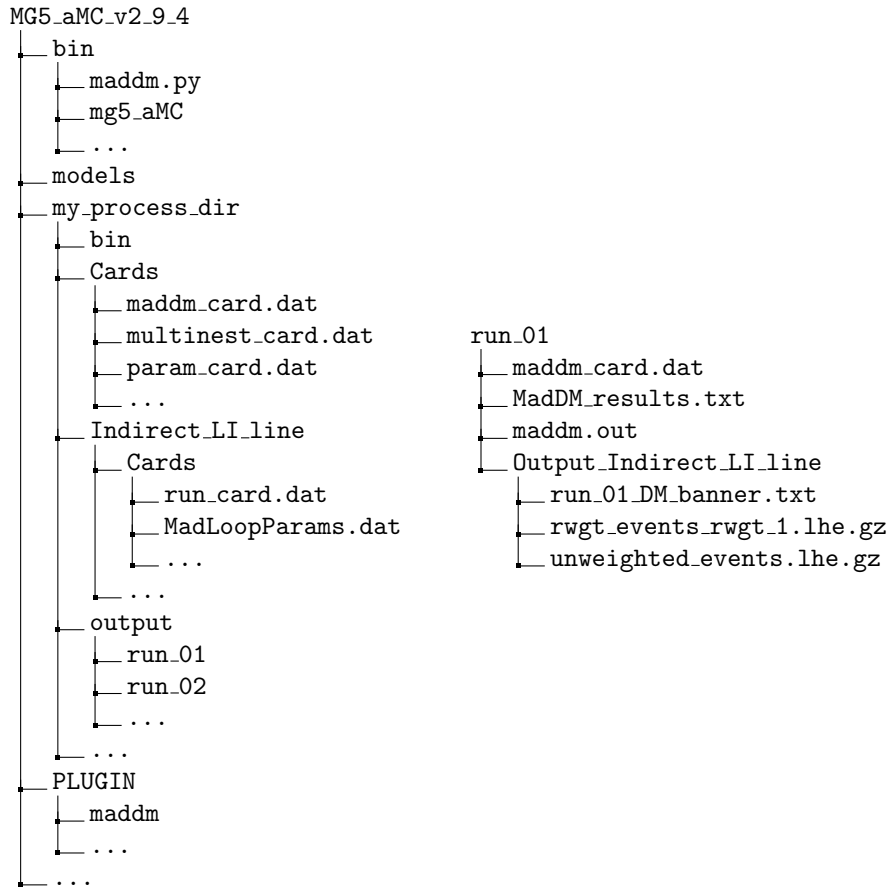 MG5_aMC_v2_9_4
bin
maddm.py
mg5_aMC
...
models
my_process_dir
bin
Cards
maddm_card.dat
multinest_card.dat
param_card.dat
...
Indirect_LI_line
Cards
run_card.dat
MadLoopParams.dat
...
...
output
run_01
run_02
...
...
PLUGIN
maddm
...
...
run_01
maddm_card.dat
MadDM_results.txt
maddm.out
Output_Indirect_LI_line
run_01_DM_banner.txt
rwgt_events_rwgt_1.lhe.gz
unweighted_events.lhe.gz